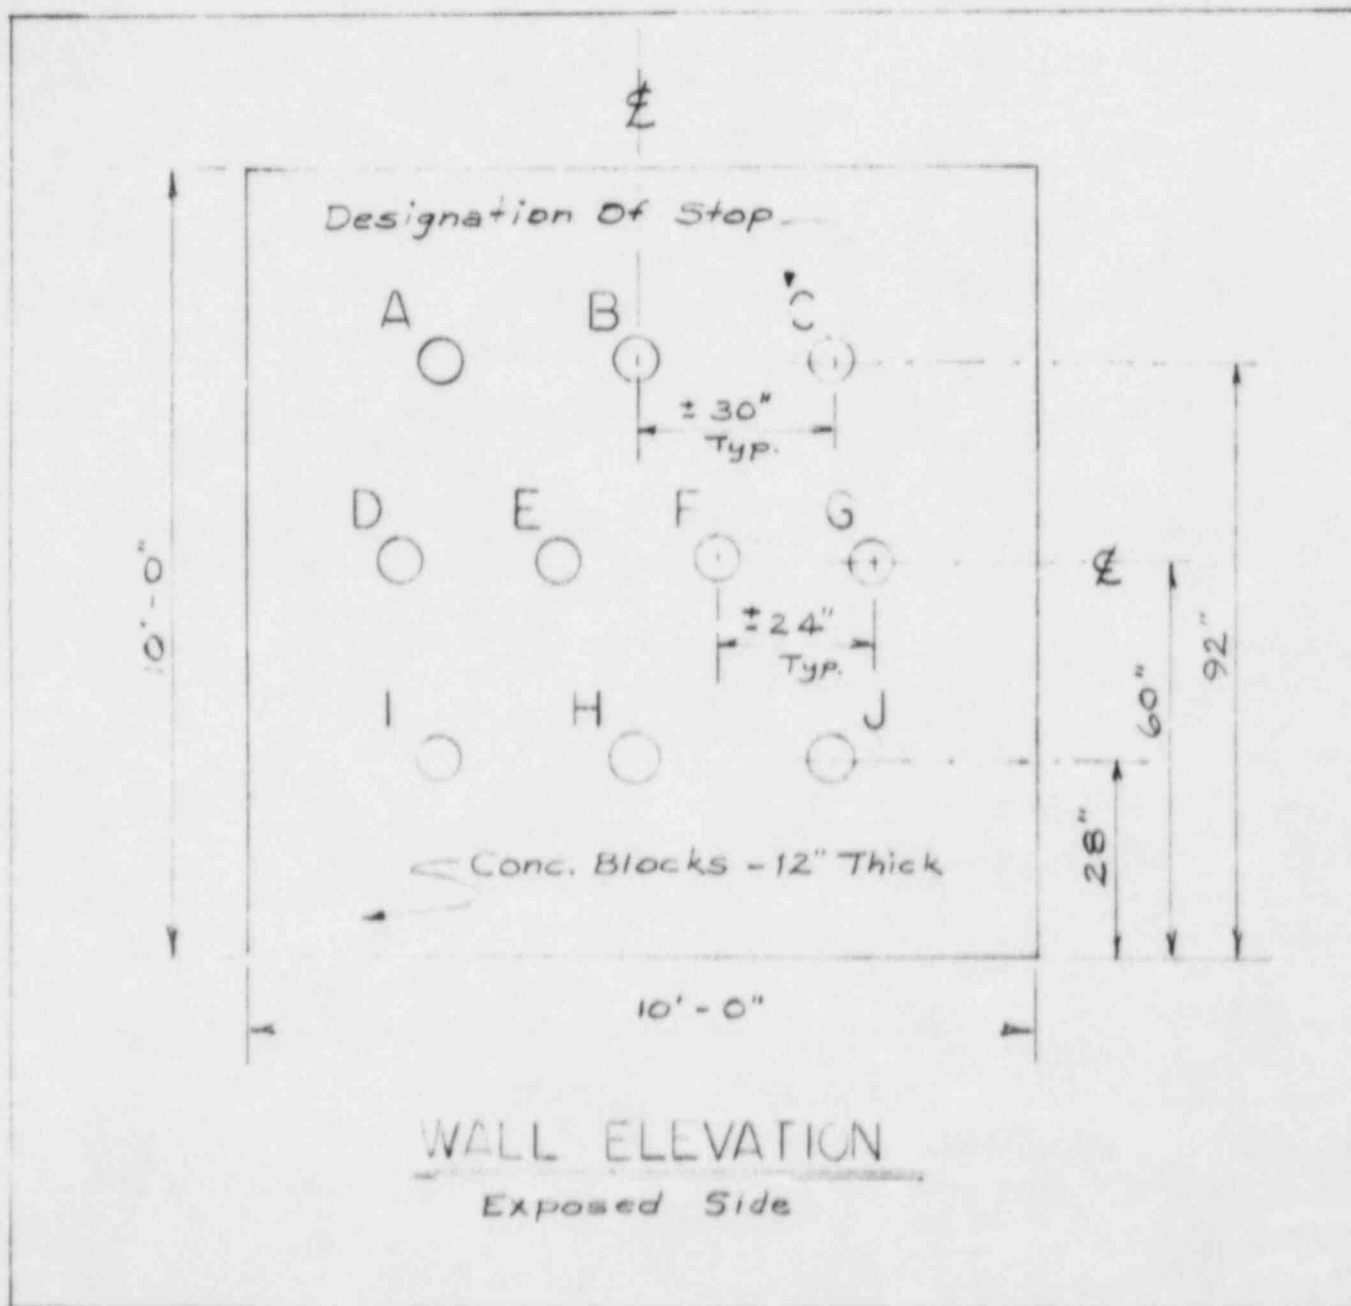 ℄
Designation Of Stop
A B C
± 30"
Typ.
D E F G
℄
± 24"
Typ.
10'-0"
92"
60"
I H J
28"
Conc. Blocks - 12" Thick
10'-0"
WALL ELEVATION
Exposed Side